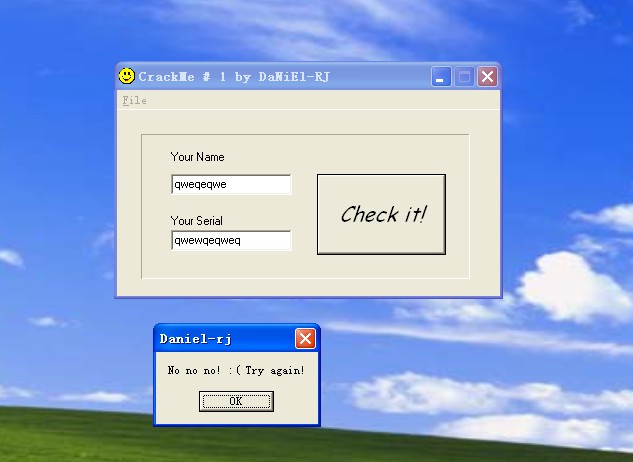 CrackMe # 1 by DaNiEl-RJ
File
Your Name
qweqeqwe
Your Serial
qwewqeqweq
Check it!
Daniel-rj
No no no! :( Try again!
OK